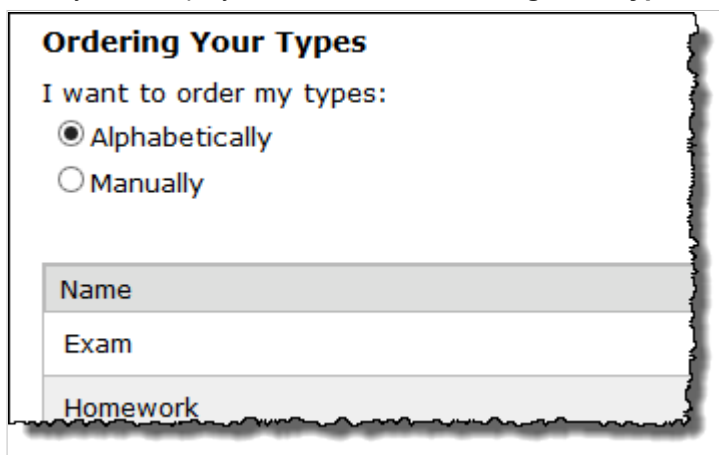 Ordering Your Types
I want to order my types:
Alphabetically
Manually
Name
Exam
Homework